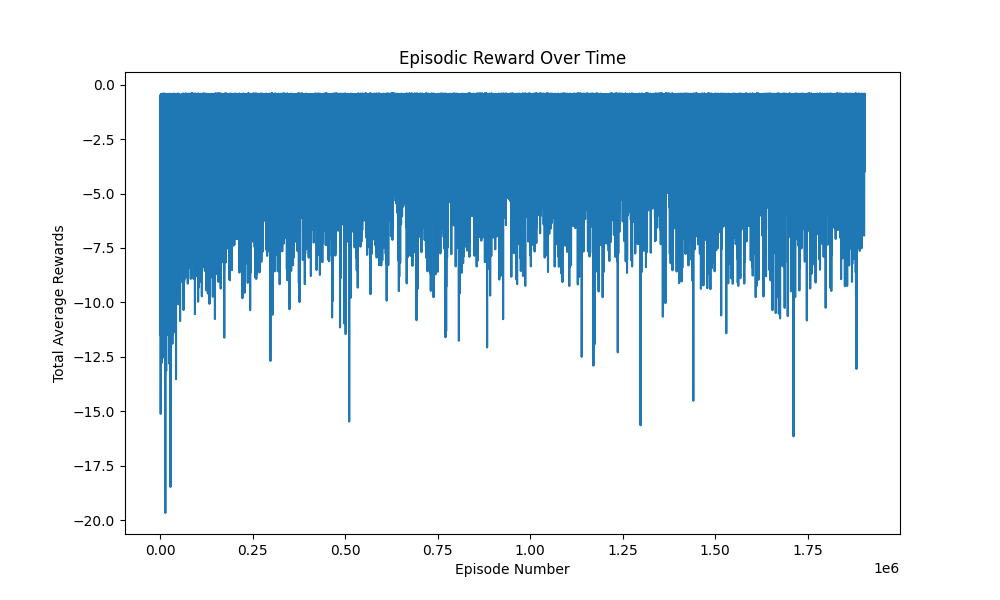 Episodic Reward Over Time
Total Average Rewards
0.0
−2.5
−5.0
−7.5
−10.0
−12.5
−15.0
−17.5
−20.0
0.00 0.25 0.50 0.75 1.00 1.25 1.50 1.75
1e6
Episode Number